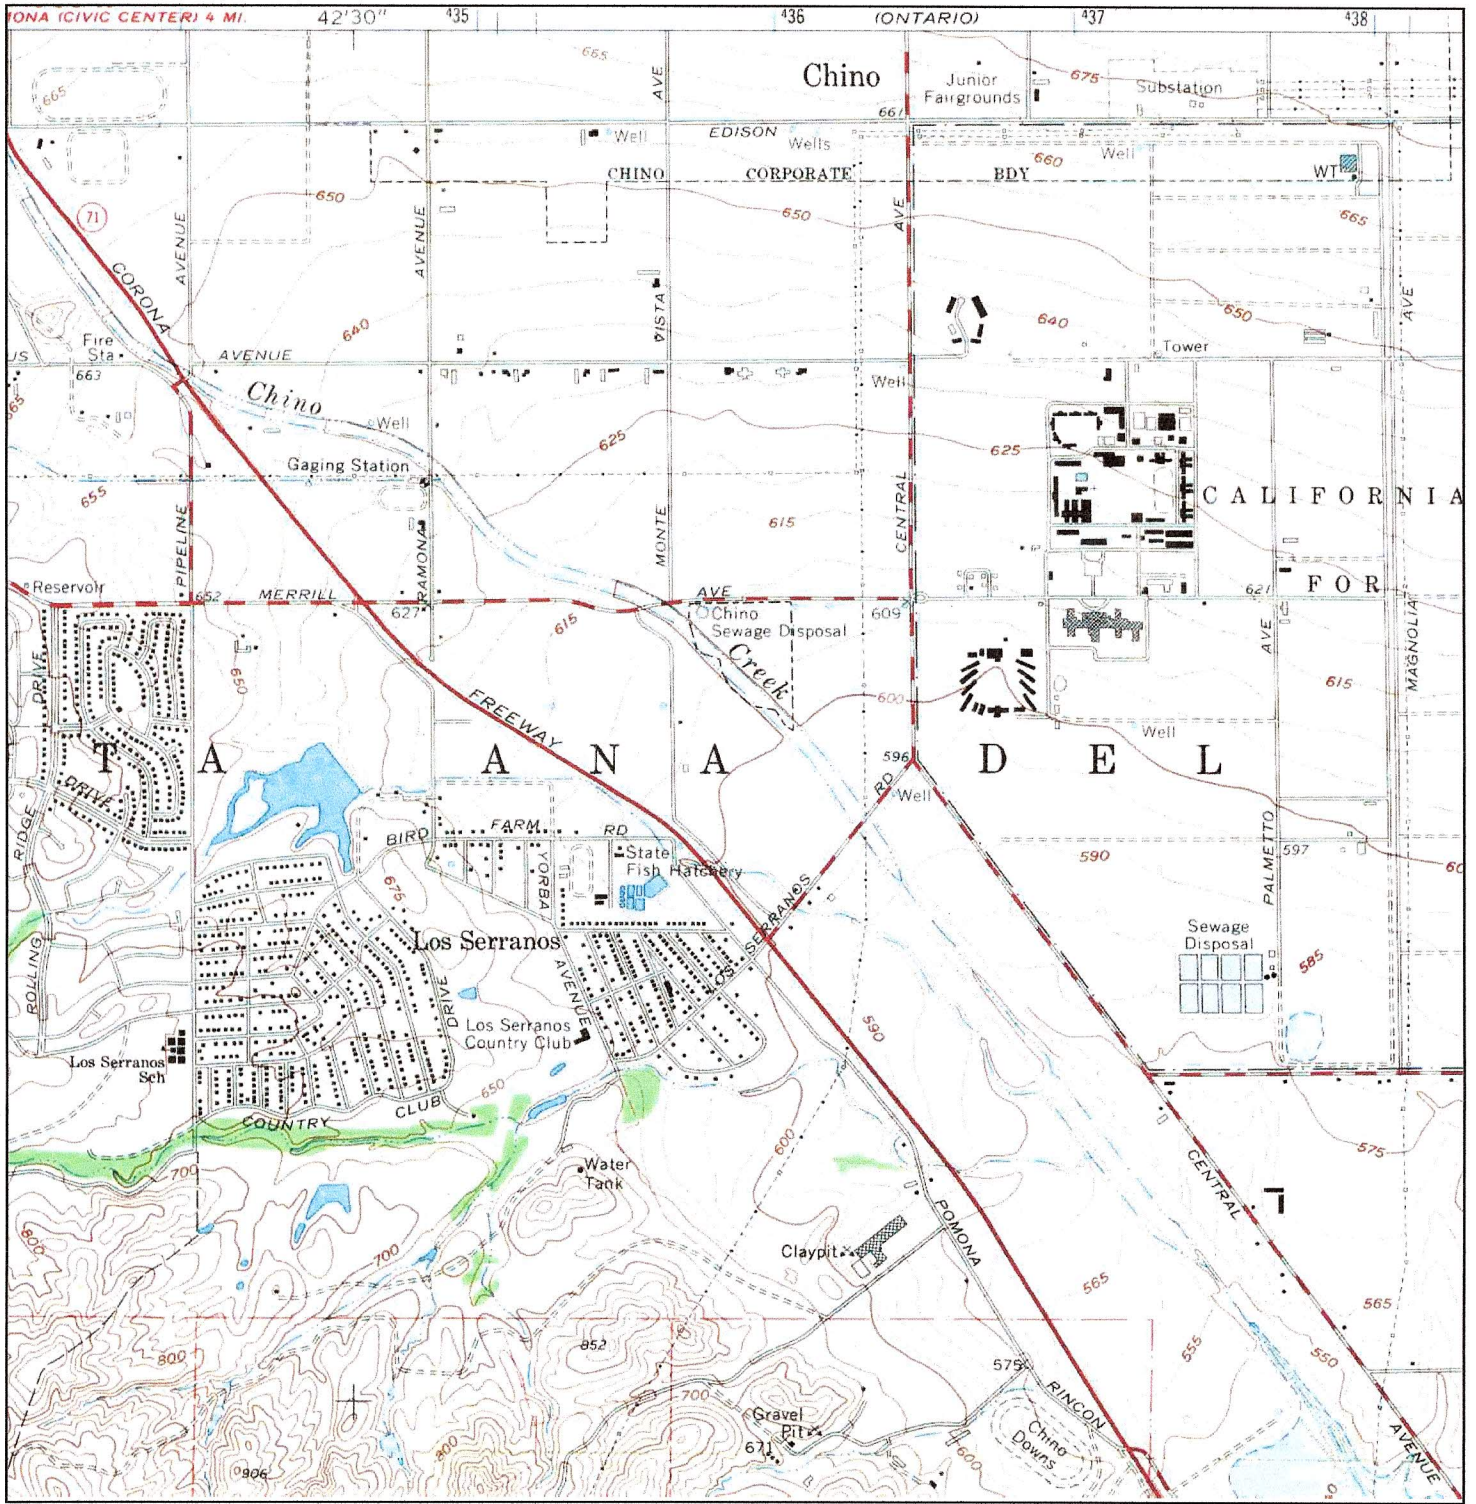 IONA (CIVIC CENTER) 4 MI.
42'30"
435
436
(ONTARIO)
437
438
665
AVE
Chino
Junior
Fairgrounds
675
Substation
665
661
EDISON
Well
Wells
660
Well
WT
CHINO CORPORATE BDY
650
650
665
71
AVENUE
AVENUE
AVE
CORONA
VISTA
640
640
650
AVE
Fire
Sta
663
US
AVENUE
Tower
Chino
Well
Well
665
625
625
Gaging Station
655
615
CENTRAL
CALIFORNIA
PIPELINE
RAMONA
MONTE
Reservoir
652
MERRILL
627
615
AVE
609
621
FOR
Chino
Sewage Disposal
Creek
DRIVE
650
AVE
MAGNOLIA
615
600
FREEWAY
Well
596
T A A N A DEL
DRIVE
RD
Well
RIDGE
BIRD FARM RD
State
Fish Hatchery
YORBA
675
590
PALMETTO
597
60
LOS SERRANOS
Los Serranos
Sewage
Disposal
585
ROLLING
DRIVE
AVENUE
Los Serranos
Country Club
590
Los Serranos
Sch
650
COUNTRY CLUB
600
575
700
Water
Tank
CENTRAL
800
700
Claypit
POMONA
565
565
852
555
550
800
575
700
RINCON
Gravel
Pit
671
Chino
Downs
600
AVENUE
800
906